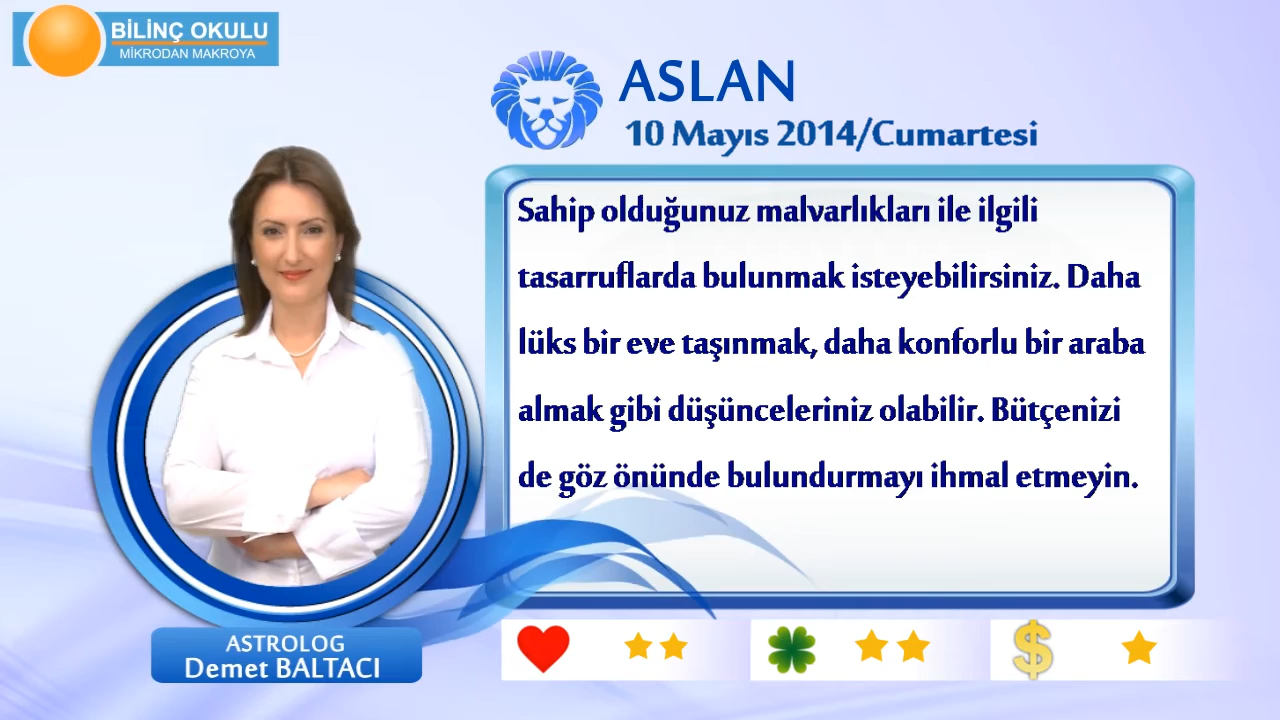 BİLİNÇ OKULU
MİKRODAN MAKROYA
ASLAN
10 Mayıs 2014/Cumartesi
Sahip olduğunuz malvarlıkları ile ilgili
tasarruflarda bulunmak isteyebilirsiniz. Daha
lüks bir eve taşınmak, daha konforlu bir araba
almak gibi düşünceleriniz olabilir. Bütçenizi
de göz önünde bulundurmayı ihmal etmeyin.
ASTROLOG
Demet BALTACI
$